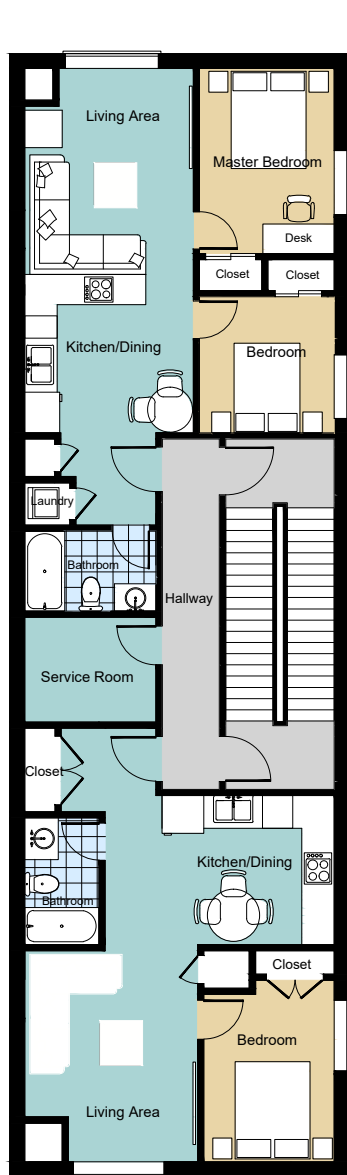 Living Area
Master Bedroom
Desk
Closet
Closet
Kitchen/Dining
Bedroom
Laundry
Bathroom
Hallway
Service Room
Closet
Kitchen/Dining
Bathroom
Closet
Bedroom
Living Area